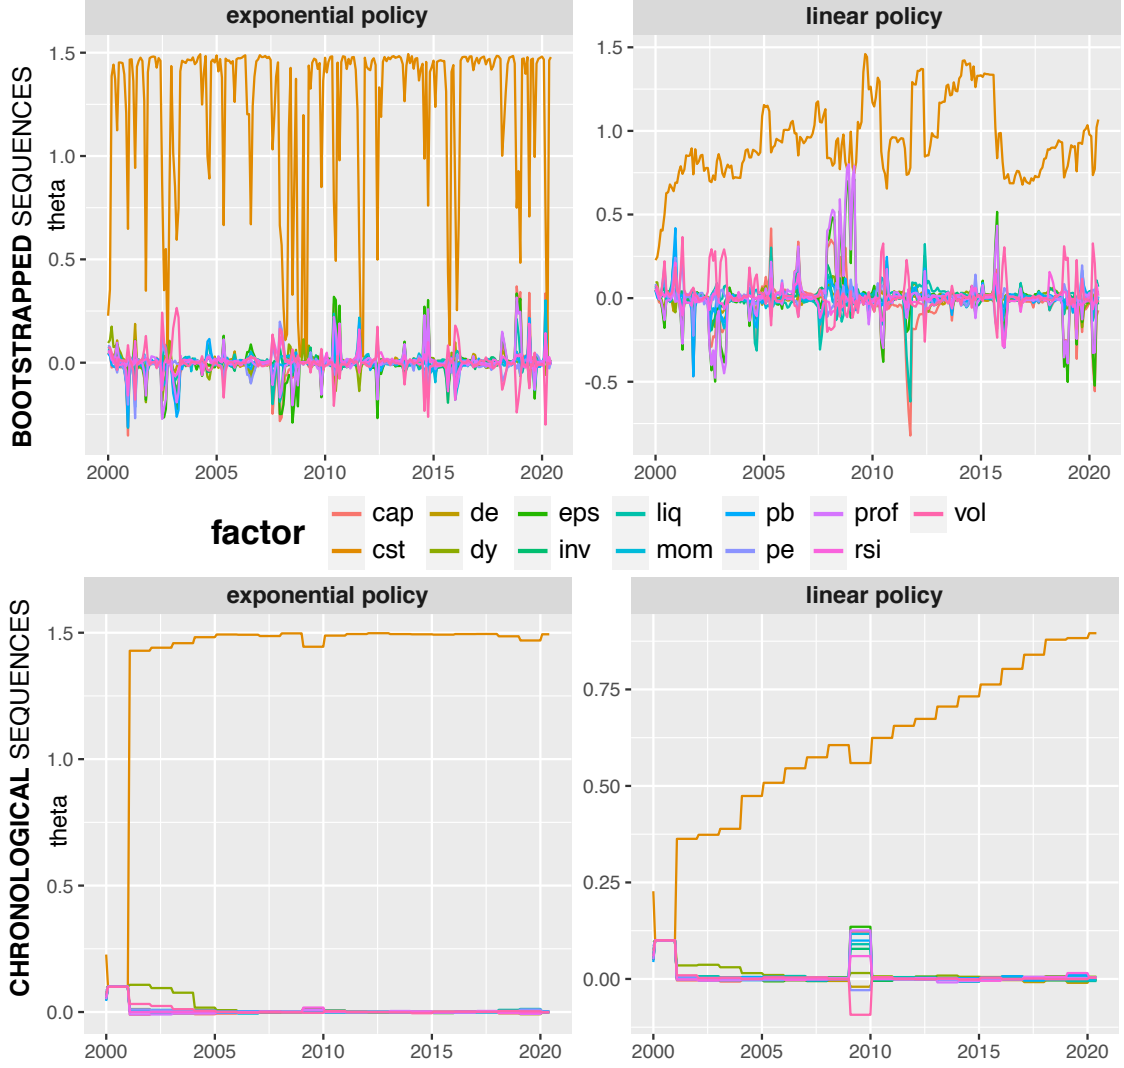 exponential policy
linear policy
BOOTSTRAPPED SEQUENCES
theta
1.5
1.0
0.5
0.0
2000 2005 2010 2015 2020
1.5
1.0
0.5
0.0
-0.5
2000 2005 2010 2015 2020
factor
cap de eps liq pb prof vol
cst dy inv mom pe rsi
exponential policy
linear policy
CHRONOLOGICAL SEQUENCES
theta
1.5
1.0
0.5
0.0
2000 2005 2010 2015 2020
0.75
0.50
0.25
0.00
2000 2005 2010 2015 2020